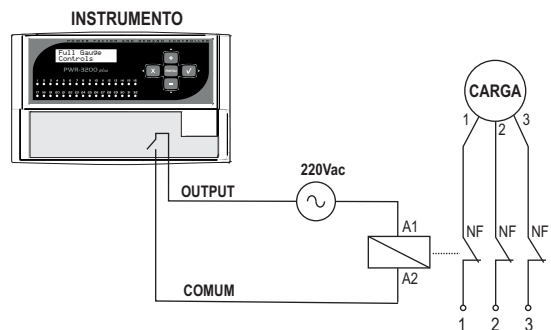 INSTRUMENTO
Full Gauge
Controls
PWR-3200 plus
220Vac
OUTPUT
COMUM
A1
A2
CARGA
1 2 3
NF NF NF
1 2 3